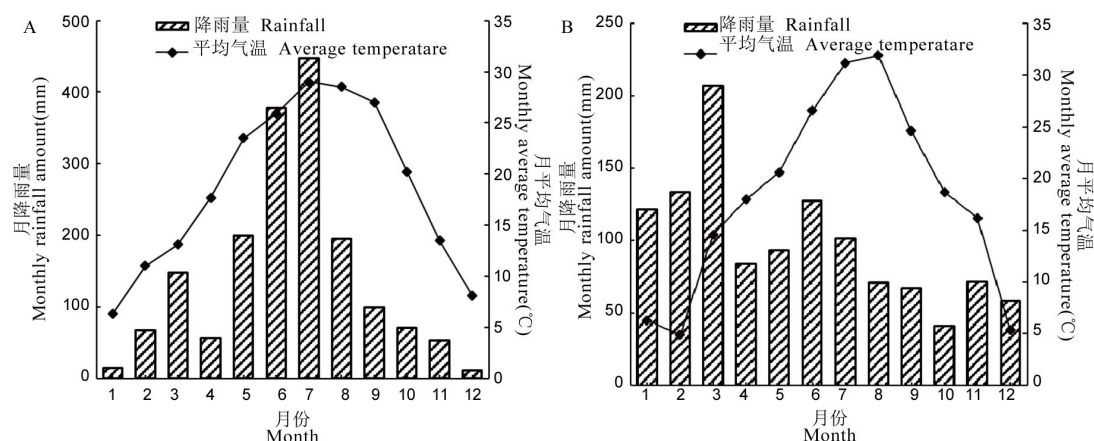 A
降雨量 Rainfall
平均气温 Average temperatare
500
400
300
200
100
0
35
30
25
20
15
10
5
0
月降雨量
Monthly rainfall amount(mm)
Monthly average temperature(℃)
月平均气温
1 2 3 4 5 6 7 8 9 10 11 12
月份
Month
B
降雨量 Rainfall
平均气温 Average temperatare
250
200
150
100
50
0
35
30
25
20
15
10
5
0
月降雨量
Monthly rainfall amount(mm)
Monthly average temperature(℃)
月平均气温
1 2 3 4 5 6 7 8 9 10 11 12
月份
Month